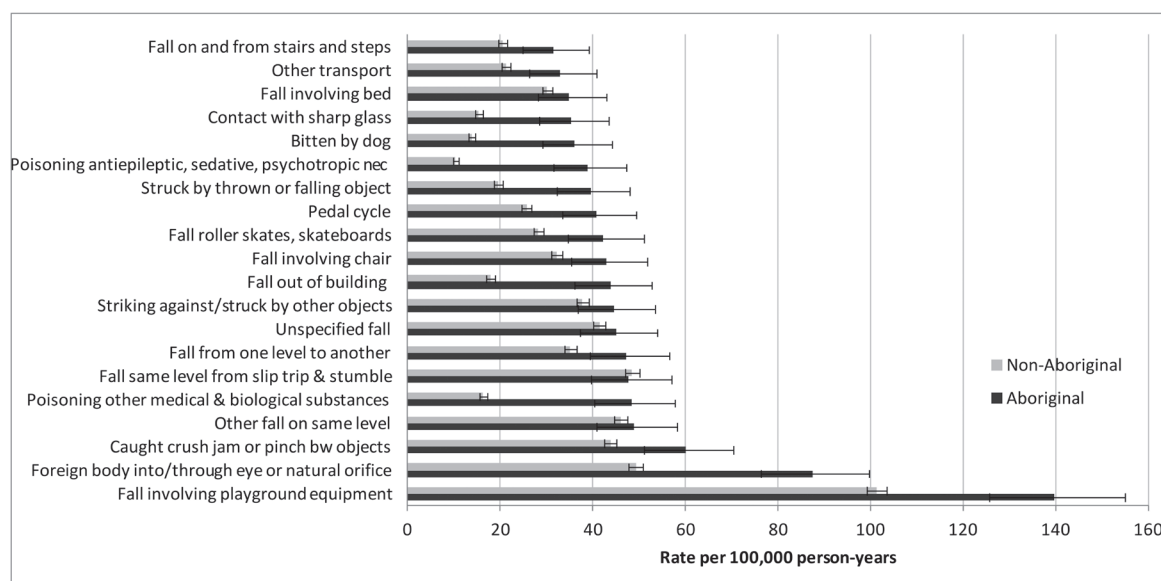 Fall on and from stairs and steps
Other transport
Fall involving bed
Contact with sharp glass
Bitten by dog
Poisoning antiepileptic, sedative, psychotropic nec
Struck by thrown or falling object
Pedal cycle
Fall roller skates, skateboards
Fall involving chair
Fall out of building
Striking against/struck by other objects
Unspecified fall
Fall from one level to another
Fall same level from slip trip & stumble
Poisoning other medical & biological substances
Other fall on same level
Caught crush jam or pinch bw objects
Foreign body into/through eye or natural orifice
Fall involving playground equipment
Non-Aboriginal
Aboriginal
0 20 40 60 80 100 120 140 160
Rate per 100,000 person-years